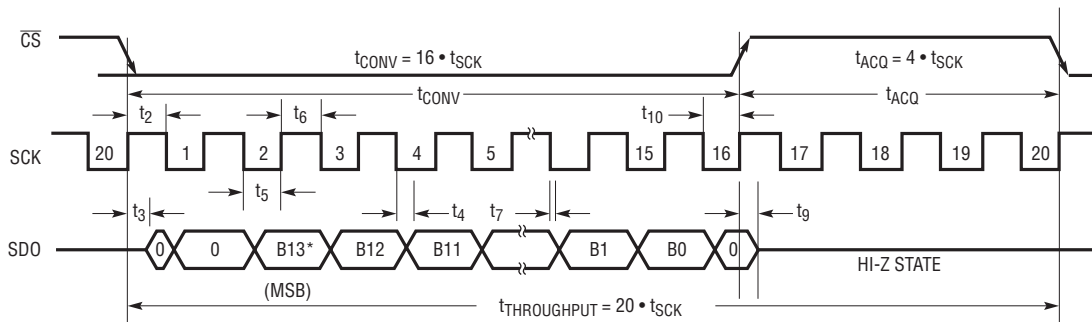 CS
tCONV = 16 • tSCK
tACQ = 4 • tSCK
tCONV
tACQ
t2
t6
t10
SCK
20 1 2 3 4 5 15 16 17 18 19 20
t5
t3
t4
t7
t9
SDO
0 0 B13* B12 B11 B1 B0 0
HI-Z STATE
(MSB)
tTHROUGHPUT = 20 • tSCK